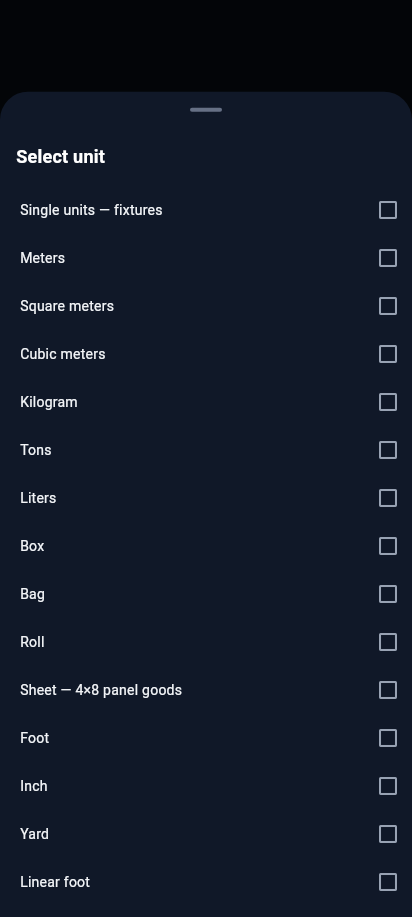 Select unit
Single units — fixtures
Meters
Square meters
Cubic meters
Kilogram
Tons
Liters
Box
Bag
Roll
Sheet — 4×8 panel goods
Foot
Inch
Yard
Linear foot